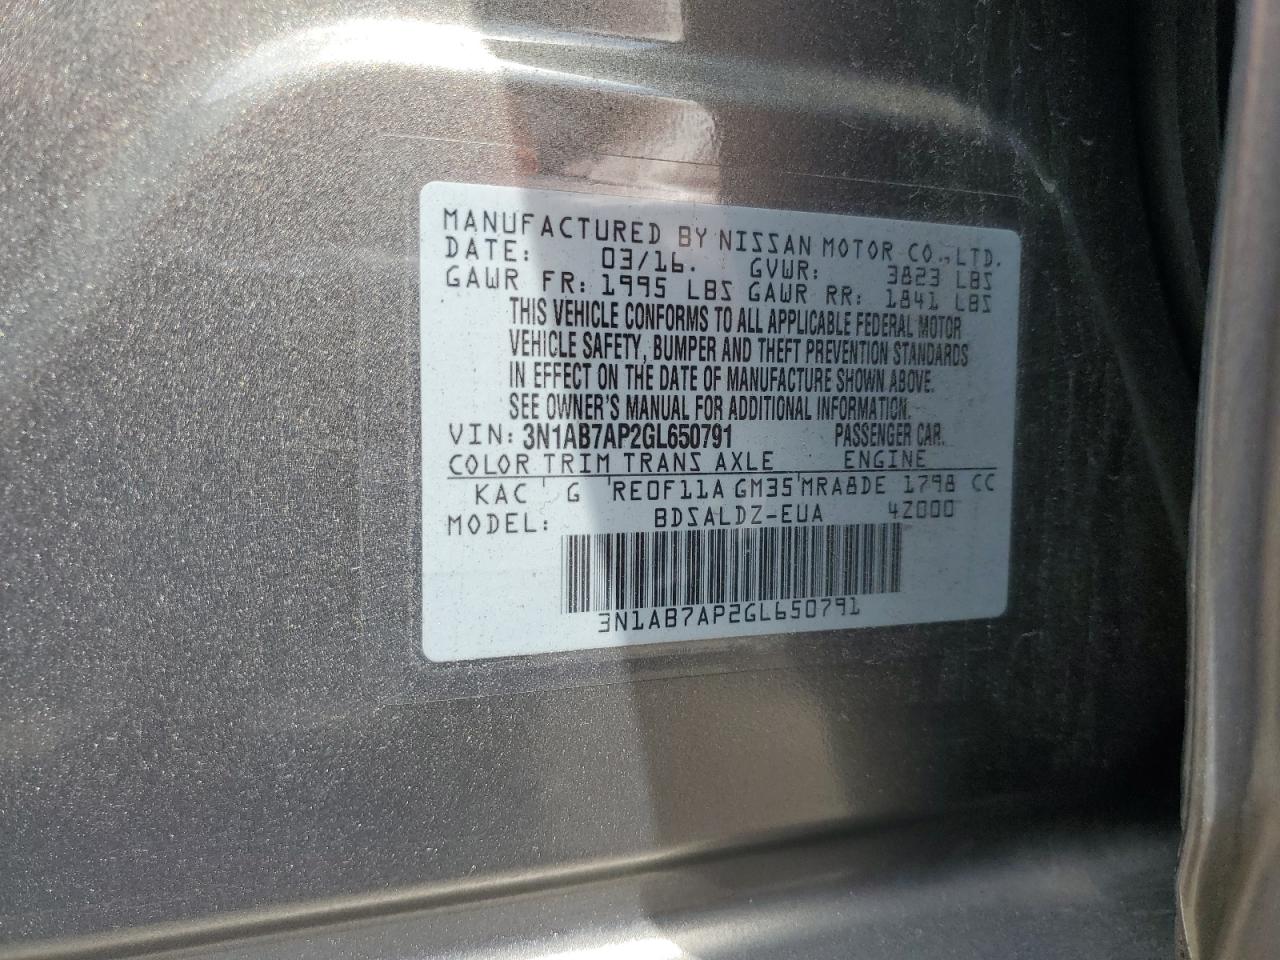 MANUFACTURED BY NISSAN MOTOR CO., LTD.
DATE: 03/16. GVWR: 3823 LBS
GAWR FR: 1995 LBS GAWR RR: 1841 LBS
THIS VEHICLE CONFORMS TO ALL APPLICABLE FEDERAL MOTOR
VEHICLE SAFETY, BUMPER AND THEFT PREVENTION STANDARDS
IN EFFECT ON THE DATE OF MANUFACTURE SHOWN ABOVE.
SEE OWNER'S MANUAL FOR ADDITIONAL INFORMATION.
VIN: 3N1AB7AP2GL650791 PASSENGER CAR.
COLOR TRIM TRANS AXLE ENGINE
KAC ' G ' RE0F11A GM35 ' MRA8DE 1798 CC
MODEL: BDSALDZ-EUA 4Z000
3N1AB7AP2GL650791